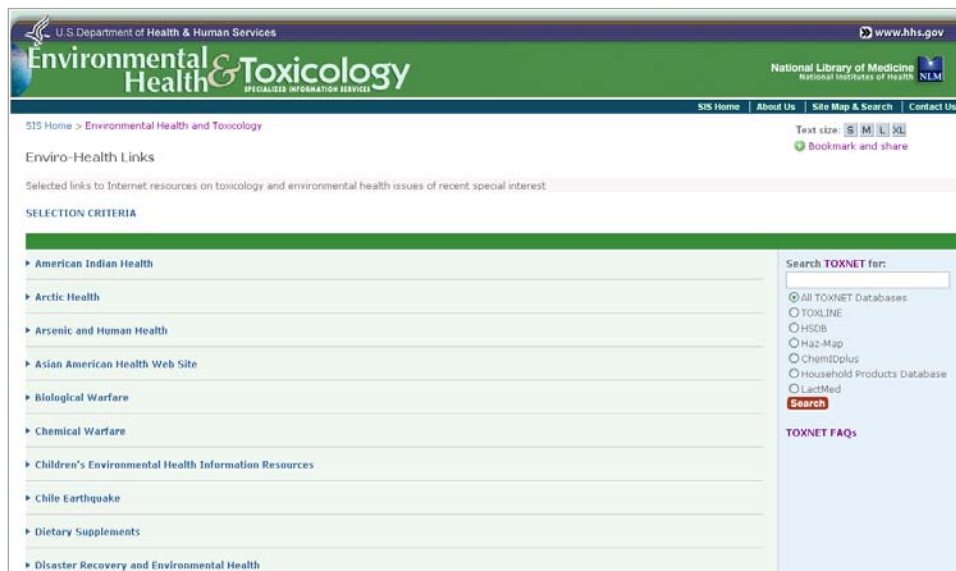 U.S.Department of Health & Human Services
www.hhs.gov
Environmental Health & Toxicology
SPECIALIZED INFORMATION SERVICES
National Library of Medicine
National Institutes of Health
NLM
SIS Home | About Us | Site Map & Search | Contact Us
SIS Home > Environmental Health and Toxicology
Text size: S M L XL
Bookmark and share
Enviro-Health Links
Selected links to Internet resources on toxicology and environmental health issues of recent special interest
SELECTION CRITERIA
American Indian Health
Arctic Health
Arsenic and Human Health
Asian American Health Web Site
Biological Warfare
Chemical Warfare
Children's Environmental Health Information Resources
Chile Earthquake
Dietary Supplements
Disaster Recovery and Environmental Health
Search TOXNET for:
All TOXNET Databases
TOXLINE
HSDB
Haz-Map
ChemIDplus
Household Products Database
LactMed
Search
TOXNET FAQs